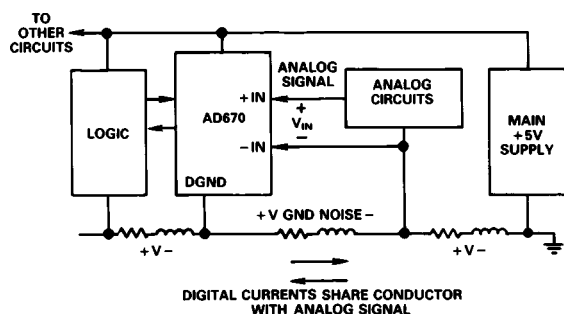 TO
OTHER
CIRCUITS
ANALOG
SIGNAL
+ IN
AD670
LOGIC
+
VIN
−
− IN
DGND
ANALOG
CIRCUITS
MAIN
+5V
SUPPLY
+V GND NOISE −
+V−
+V−
DIGITAL CURRENTS SHARE CONDUCTOR
WITH ANALOG SIGNAL